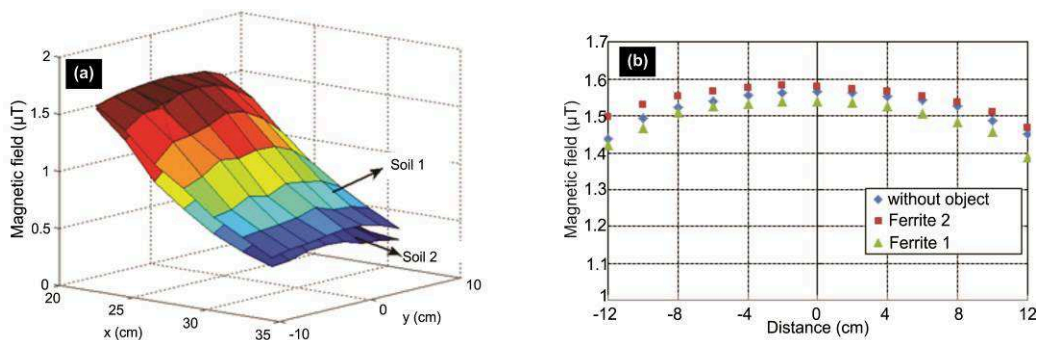 (a)
Magnetic field (µT)
2
1.5
1
0.5
0
20
25
30
35
x (cm)
-10
0
10
y (cm)
Soil 1
Soil 2
(b)
Magnetic field (µT)
1.7
1.6
1.5
1.4
1.3
1.2
1.1
1
-12
-8
-4
0
4
8
12
Distance (cm)
without object
Ferrite 2
Ferrite 1